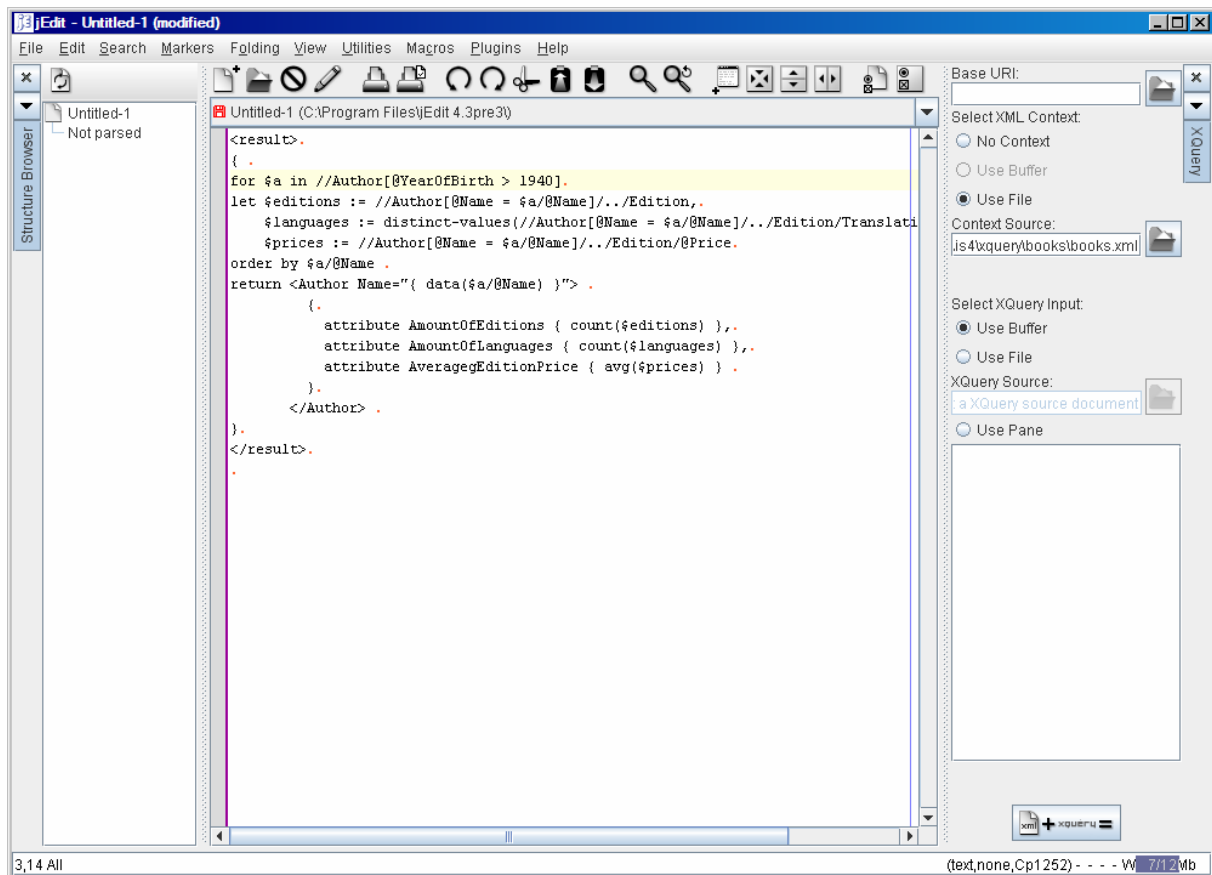 jEdit - Untitled-1 (modified)
File Edit Search Markers Folding View Utilities Macros Plugins Help
Structure Browser
Untitled-1
Not parsed
Untitled-1 (C:\Program Files\jEdit 4.3pre3\)
<result>.
{ .
for $a in //Author[@YearOfBirth > 1940].
let $editions := //Author[@Name = $a/@Name]/../Edition,.
$languages := distinct-values(//Author[@Name = $a/@Name]/../Edition/Translati
$prices := //Author[@Name = $a/@Name]/../Edition/@Price.
order by $a/@Name .
return <Author Name="{ data($a/@Name) }"> .
{.
attribute AmountOfEditions { count($editions) },.
attribute AmountOfLanguages { count($languages) },.
attribute AveragegEditionPrice { avg($prices) } .
}.
</Author> .
}.
</result>.
.
Base URI:
Select XML Context:
No Context
Use Buffer
Use File
Context Source:
.is4\xquery\books\books.xml
Select XQuery Input:
Use Buffer
Use File
XQuery Source:
: a XQuery source document
Use Pane
xml + xquery =
XQuery
3,14 All
(text,none,Cp1252) - - - - W 7/12Mb